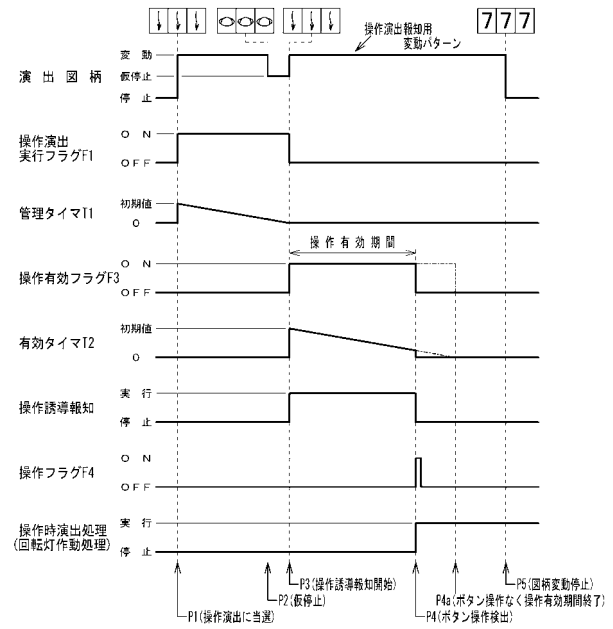 操作演出報知用
変動パターン
7 7 7
演出図柄
変動
仮停止
停止
操作演出
実行フラグF1
ON
OFF
管理タイマT1
初期値
0
操作有効期間
操作有効フラグF3
ON
OFF
有効タイマT2
初期値
0
操作誘導報知
実行
停止
操作フラグF4
ON
OFF
操作時演出処理
(回転灯作動処理)
実行
停止
P3(操作誘導報知開始)
P5(図柄変動停止)
P2(仮停止)
P4a(ボタン操作なく操作有効期間終了)
P1(操作演出に当選)
P4(ボタン操作検出)